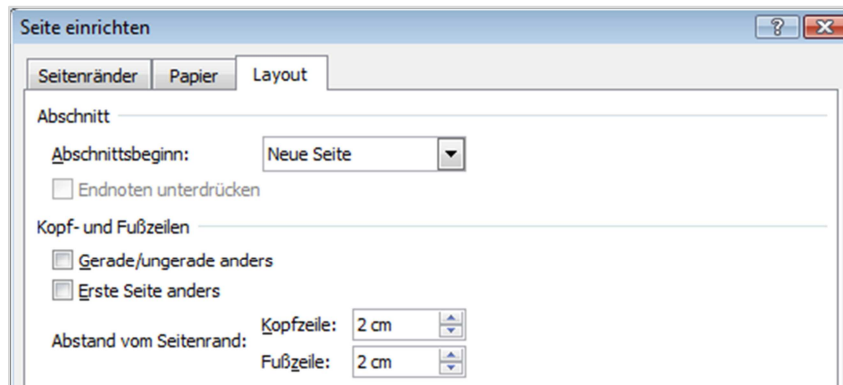 Seite einrichten
Seitenränder Papier Layout
Abschnitt
Abschnittsbeginn: Neue Seite
Endnoten unterdrücken
Kopf- und Fußzeilen
Gerade/ungerade anders
Erste Seite anders
Abstand vom Seitenrand: Kopfzeile: 2 cm
Fußzeile: 2 cm